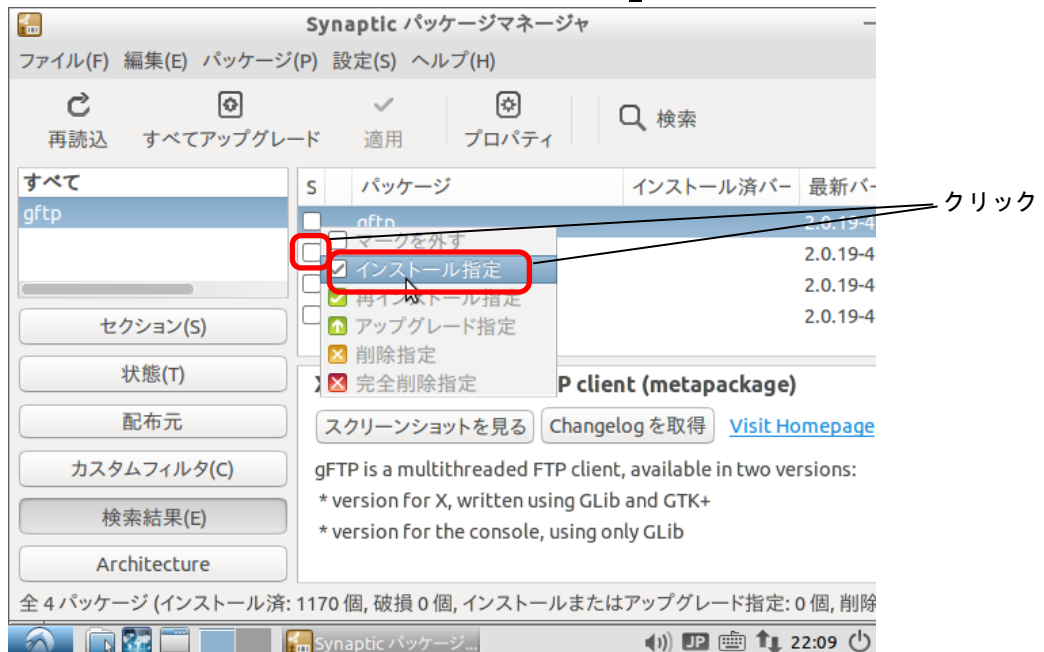 Synaptic パッケージマネージャ
ファイル(F) 編集(E) パッケージ(P) 設定(S) ヘルプ(H)
再読込 すべてアップグレード 適用 プロパティ 検索
すべて
gftp
S パッケージ インストール済バー 最新バー
gftp 2.0.19-4
マークを外す
インストール指定
再インストール指定
アップグレード指定
削除指定
完全削除指定
2.0.19-4
2.0.19-4
2.0.19-4
クリック
セクション(S)
状態(T)
配布元
カスタムフィルタ(C)
検索結果(E)
Architecture
P client (metapackage)
スクリーンショットを見る Changelog を取得 Visit Homepage
gFTP is a multithreaded FTP client, available in two versions:
* version for X, written using GLib and GTK+
* version for the console, using only GLib
全 4 パッケージ (インストール済: 1170 個, 破損 0 個, インストールまたはアップグレード指定: 0 個, 削除
Synaptic パッケージ... JP 22:09